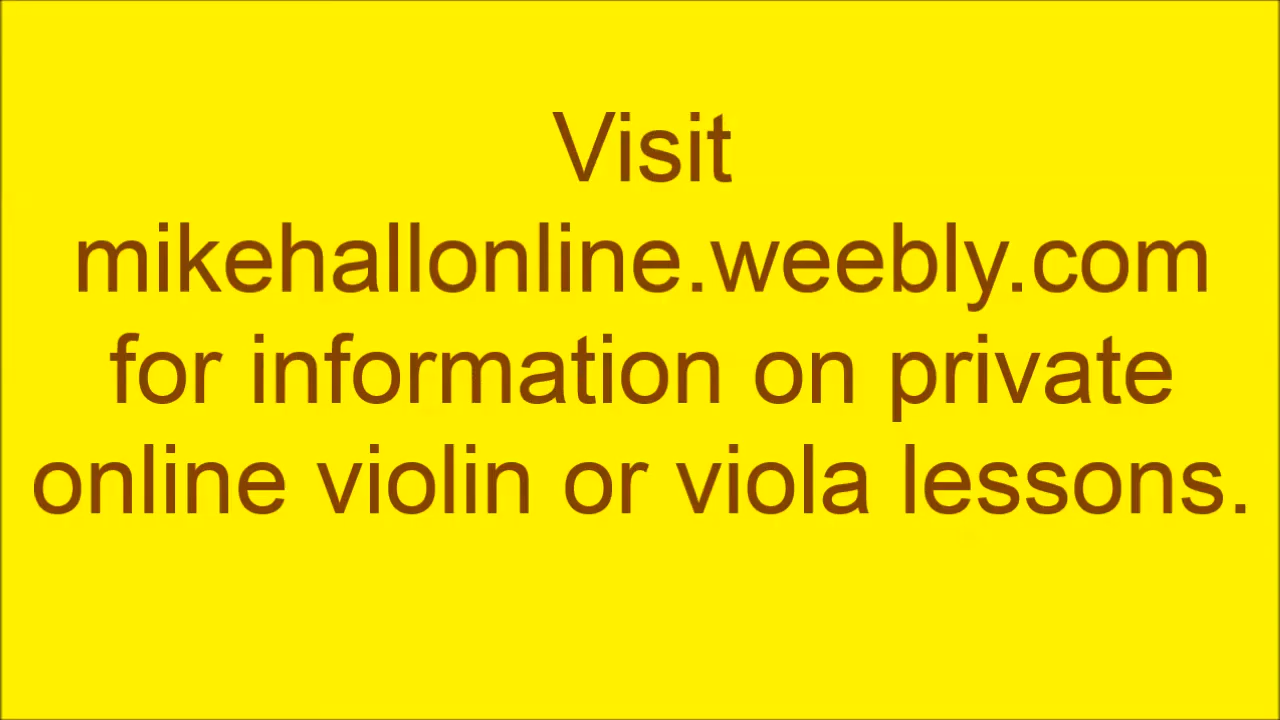 Visit
mikehallonline.weebly.com
for information on private
online violin or viola lessons.